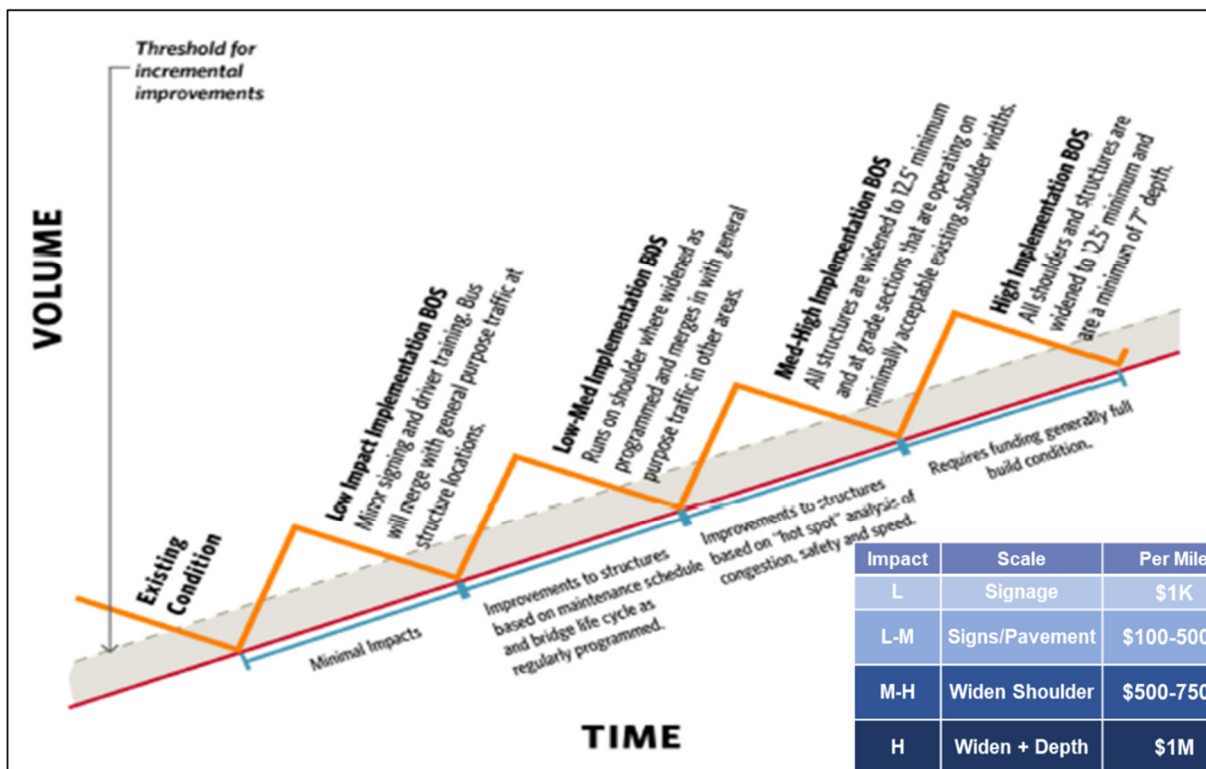 Threshold for
incremental
improvements
VOLUME
Existing
Condition
Low Impact Implementation BOS
Minor signing and driver training. Bus
will merge with general purpose traffic at
structure locations.
Low-Med Implementation BOS
Runs on shoulder where widened as
programmed and merges in with general
purpose traffic in other areas.
Med-High Implementation BOS
All structures are widened to 12.5' minimum
and at grade sections that are operating on
minimally acceptable existing shoulder widths.
High Implementation BOS
All shoulders and structures are
widened to 12.5' minimum and
are a minimum of 7" depth.
Minimal Impacts
Improvements to structures
based on maintenance schedule
and bridge life cycle as
regularly programmed.
Improvements to structures
based on "hot spot" analysis of
congestion, safety and speed.
Requires funding generally full
build condition.
TIME
Impact Scale Per Mile
L Signage $1K
L-M Signs/Pavement $100-500
M-H Widen Shoulder $500-750
H Widen + Depth $1M